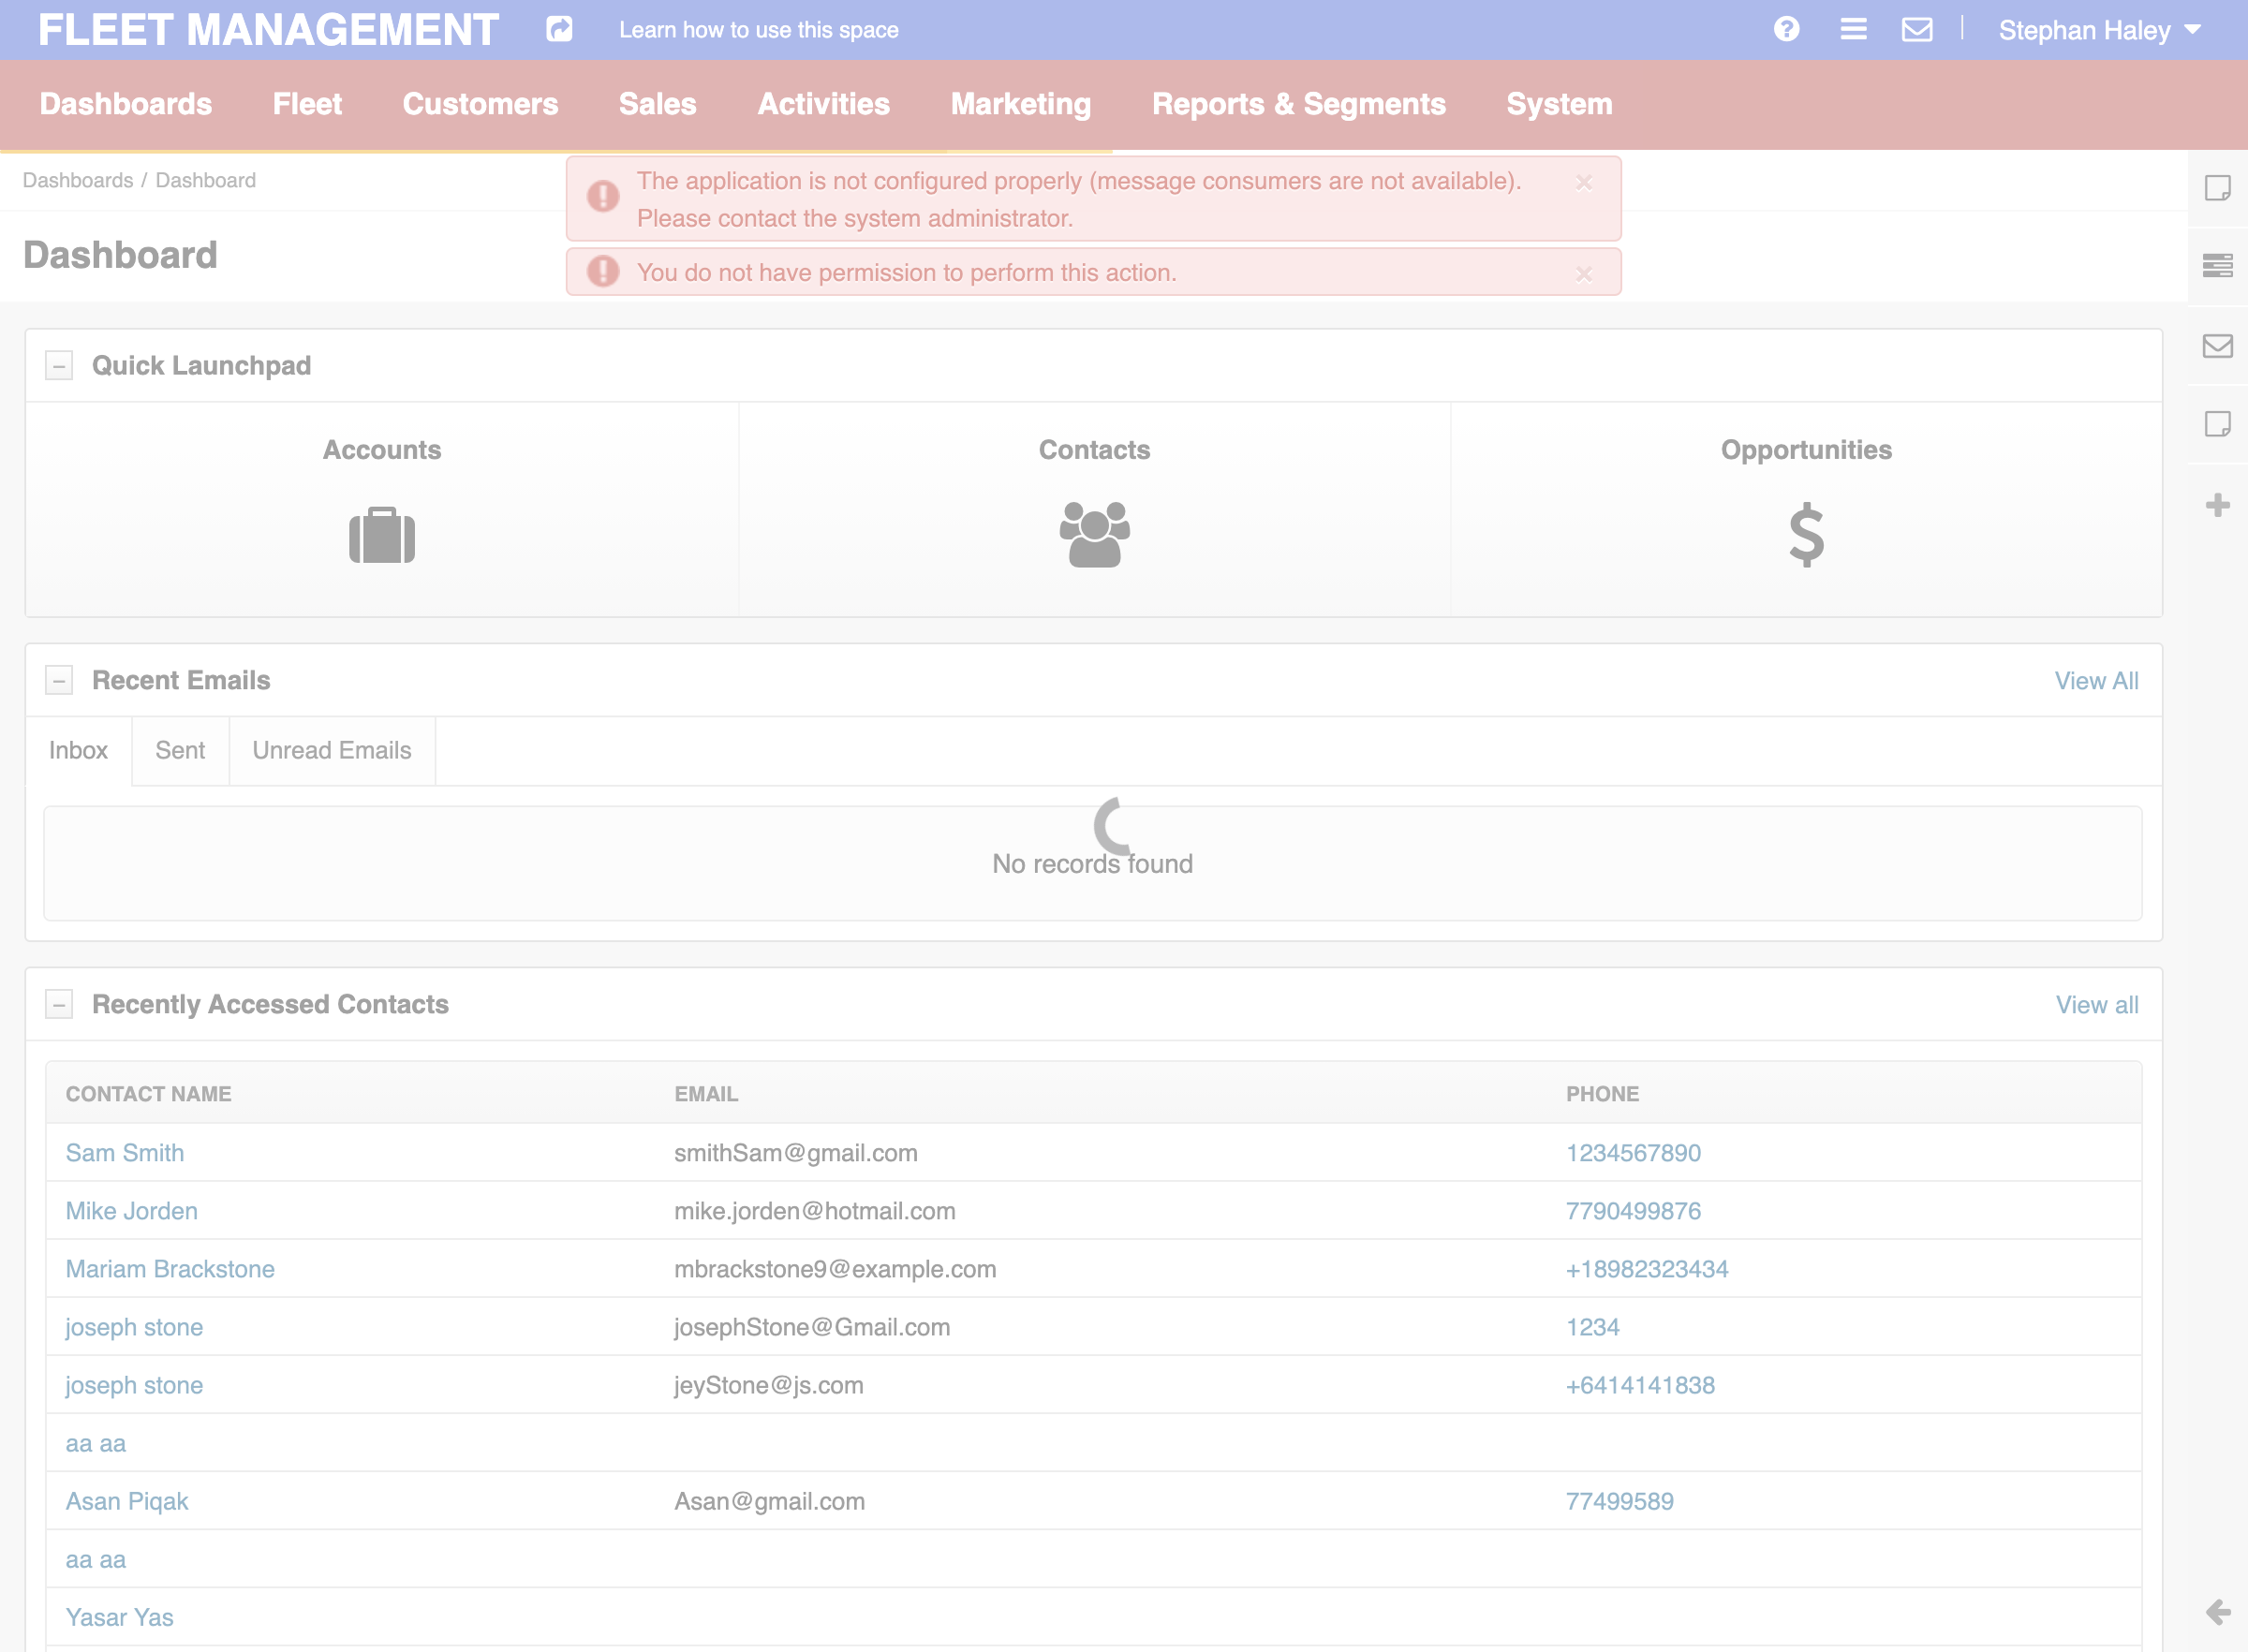 FLEET MANAGEMENT
Learn how to use this space
Stephan Haley
Dashboards
Fleet
Customers
Sales
Activities
Marketing
Reports & Segments
System
Dashboards / Dashboard
The application is not configured properly (message consumers are not available).
Please contact the system administrator.
You do not have permission to perform this action.
Dashboard
Quick Launchpad
Accounts
Contacts
Opportunities
Recent Emails
View All
Inbox
Sent
Unread Emails
No records found
Recently Accessed Contacts
View all
CONTACT NAME EMAIL PHONE
Sam Smith smithSam@gmail.com 1234567890
Mike Jorden mike.jorden@hotmail.com 7790499876
Mariam Brackstone mbrackstone9@example.com +18982323434
joseph stone josephStone@Gmail.com 1234
joseph stone jeyStone@js.com +6414141838
aa aa
Asan Piqak Asan@gmail.com 77499589
aa aa
Yasar Yas